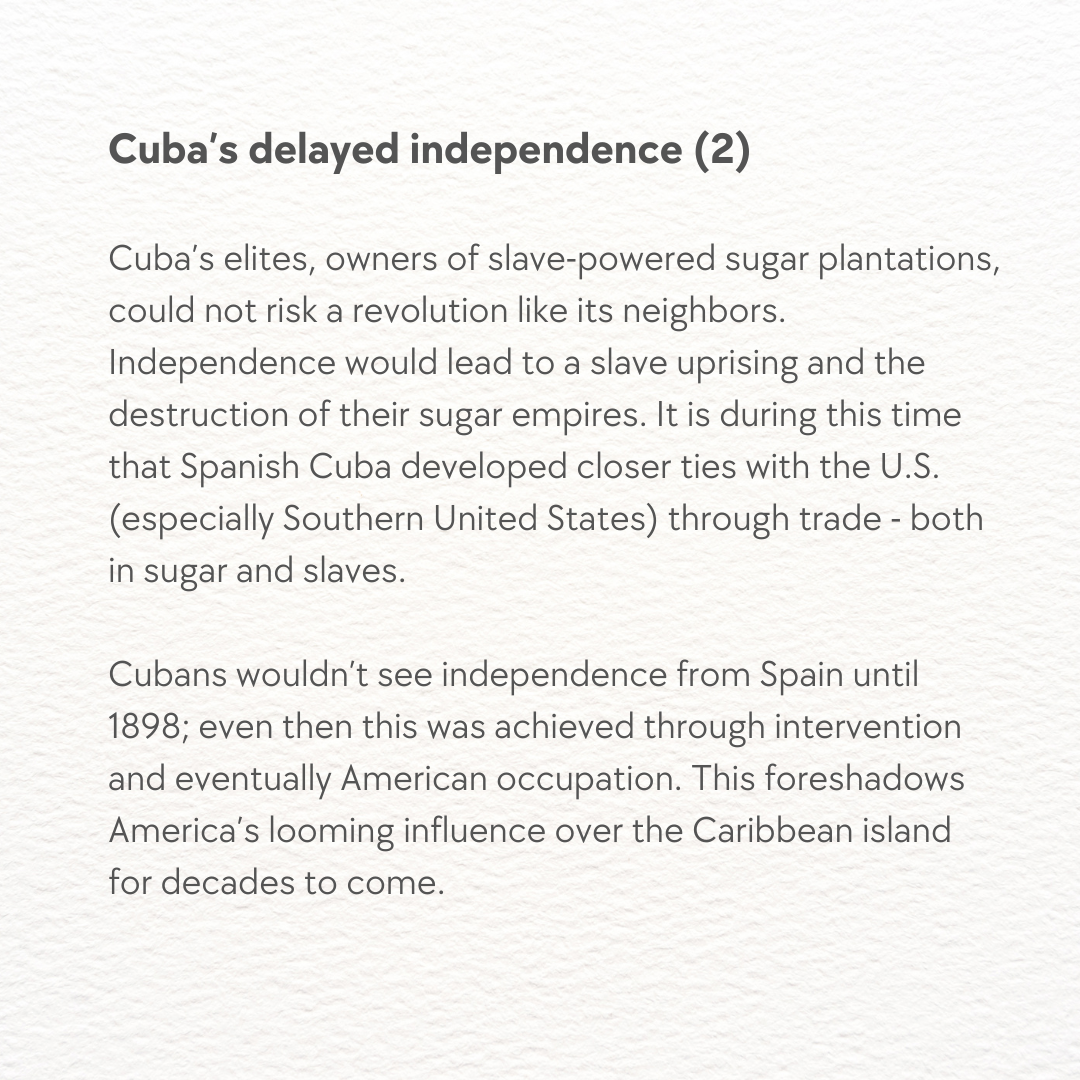 Cuba's delayed independence (2)
Cuba's elites, owners of slave-powered sugar plantations,
could not risk a revolution like its neighbors.
Independence would lead to a slave uprising and the
destruction of their sugar empires. It is during this time
that Spanish Cuba developed closer ties with the U.S.
(especially Southern United States) through trade - both
in sugar and slaves.
Cubans wouldn't see independence from Spain until
1898; even then this was achieved through intervention
and eventually American occupation. This foreshadows
America's looming influence over the Caribbean island
for decades to come.